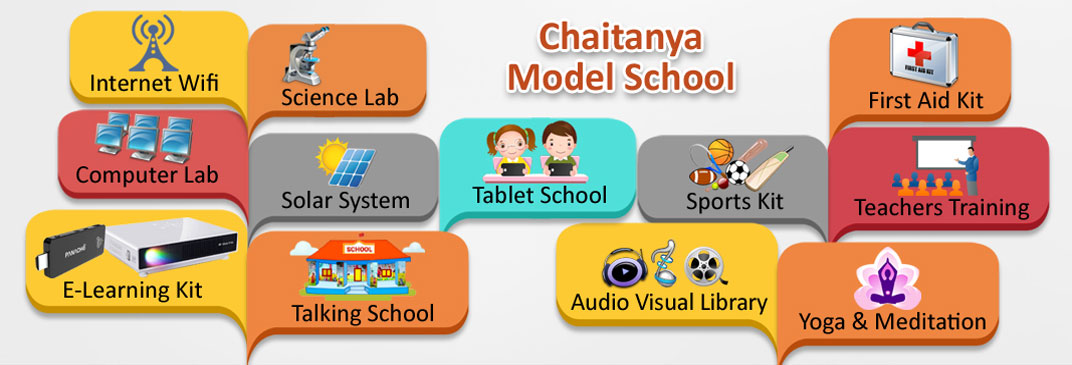 Chaitanya
Model School
Internet Wifi
Science Lab
FIRST AID KIT
First Aid Kit
Computer Lab
Solar System
Tablet School
Sports Kit
Teachers Training
E-Learning Kit
SCHOOL
Talking School
Audio Visual Library
Yoga & Meditation